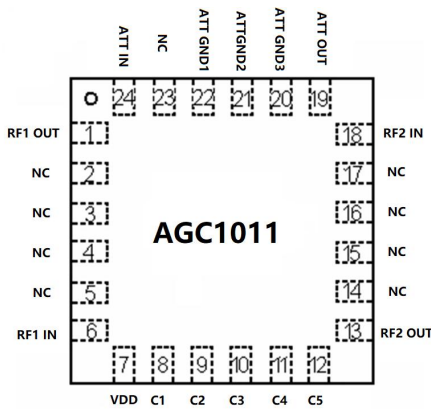 ATT IN
NC
ATT GND1
ATTGND2
ATT GND3
ATT OUT
24
23
22
21
20
19
RF1 OUT
1
18
RF2 IN
NC
2
17
NC
NC
3
16
NC
AGC1011
NC
4
15
NC
NC
5
14
NC
RF1 IN
6
13
RF2 OUT
7
8
9
10
11
12
VDD
C1
C2
C3
C4
C5